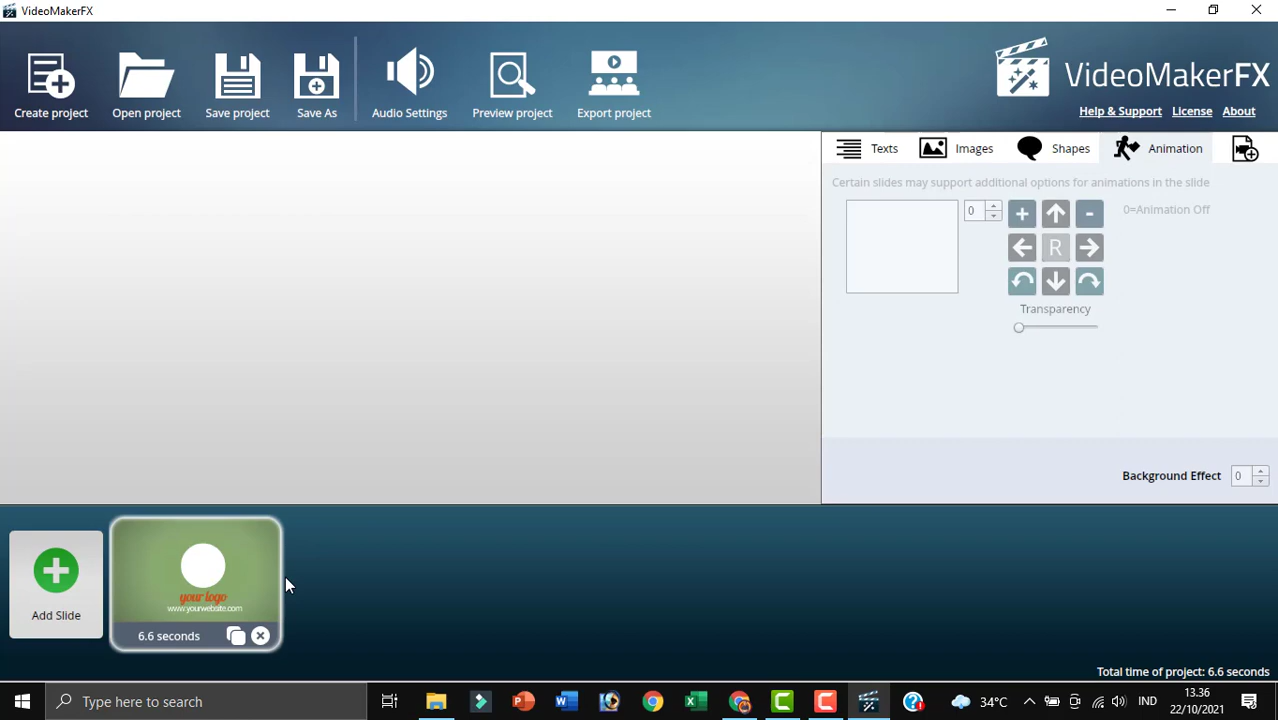 VideoMakerFX
Create project
Open project
Save project
Save As
Audio Settings
Preview project
Export project
VideoMakerFX
Help & Support
License
About
Texts
Images
Shapes
Animation
Certain slides may support additional options for animations in the slide
0
+
-
0=Animation Off
R
Transparency
Background Effect
0
Add Slide
your logo
www.yourwebsite.com
6.6 seconds
Total time of project: 6.6 seconds
Type here to search
34°C
IND
13.36
22/10/2021